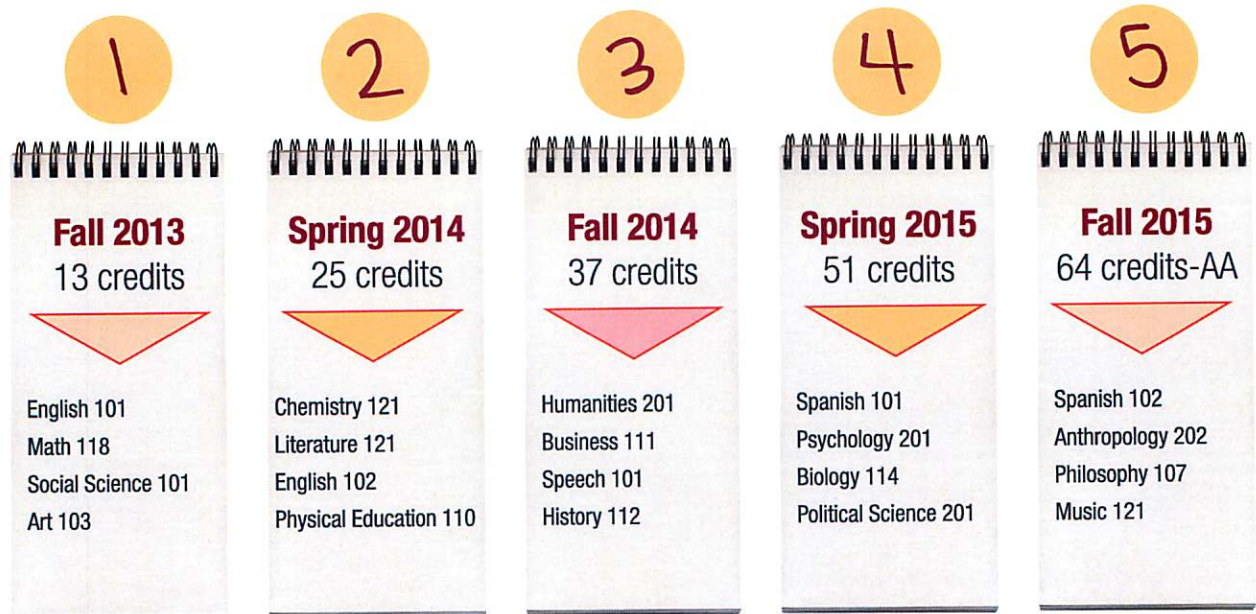 1
Fall 2013
13 credits
English 101
Math 118
Social Science 101
Art 103
2
Spring 2014
25 credits
Chemistry 121
Literature 121
English 102
Physical Education 110
3
Fall 2014
37 credits
Humanities 201
Business 111
Speech 101
History 112
4
Spring 2015
51 credits
Spanish 101
Psychology 201
Biology 114
Political Science 201
5
Fall 2015
64 credits-AA
Spanish 102
Anthropology 202
Philosophy 107
Music 121